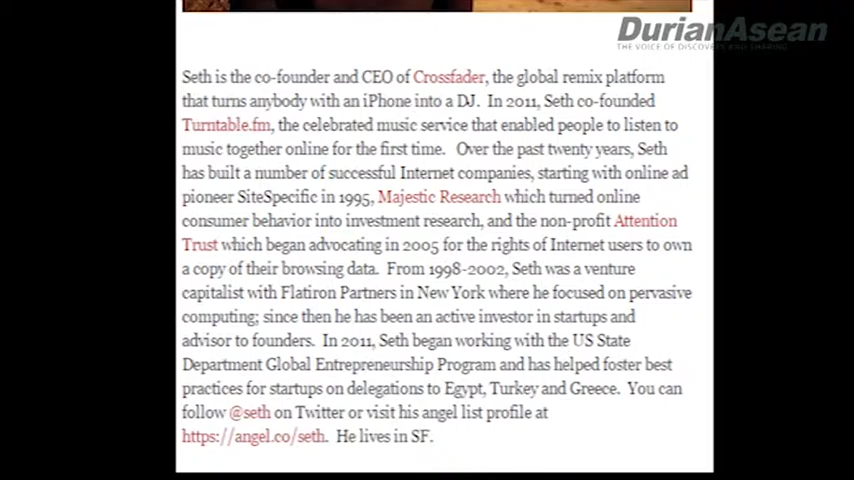 DurianAsean
THE VOICE OF DISCOVERY AND SHARING
Seth is the co-founder and CEO of Crossfader, the global remix platform
that turns anybody with an iPhone into a DJ. In 2011, Seth co-founded
Turntable.fm, the celebrated music service that enabled people to listen to
music together online for the first time. Over the past twenty years, Seth
has built a number of successful Internet companies, starting with online ad
pioneer SiteSpecific in 1995, Majestic Research which turned online
consumer behavior into investment research, and the non-profit Attention
Trust which began advocating in 2005 for the rights of Internet users to own
a copy of their browsing data. From 1998-2002, Seth was a venture
capitalist with Flatiron Partners in New York where he focused on pervasive
computing; since then he has been an active investor in startups and
advisor to founders. In 2011, Seth began working with the US State
Department Global Entrepreneurship Program and has helped foster best
practices for startups on delegations to Egypt, Turkey and Greece. You can
follow @seth on Twitter or visit his angel list profile at
https://angel.co/seth. He lives in SF.